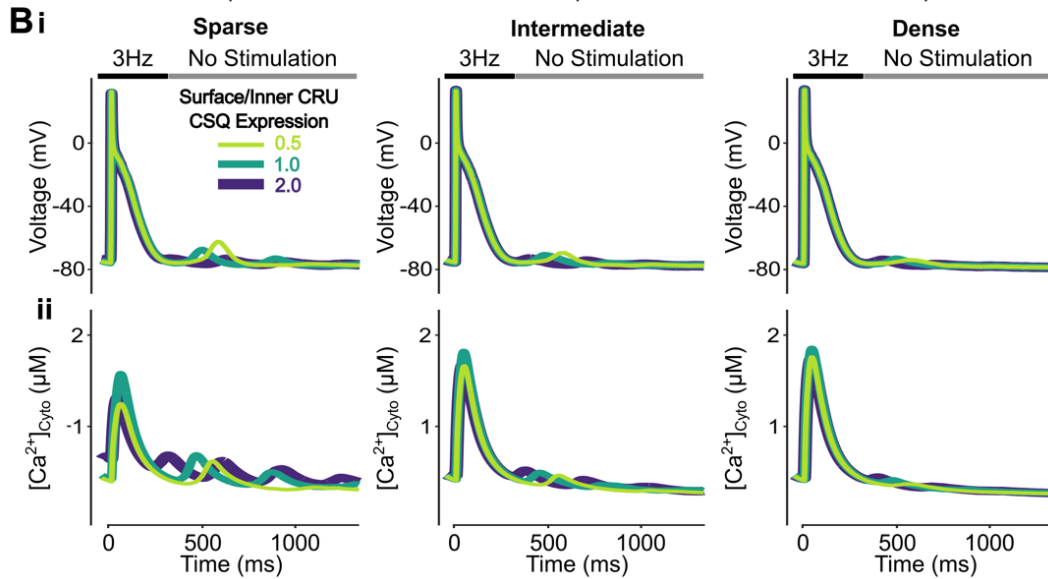 B i
Sparse
Intermediate
Dense
3Hz No Stimulation
3Hz No Stimulation
3Hz No Stimulation
Surface/Inner CRU
CSQ Expression
0.5
1.0
2.0
Voltage (mV)
0
-40
-80
Voltage (mV)
0
-40
-80
Voltage (mV)
0
-40
-80
ii
[Ca²⁺]Cyto (µM)
2
-1
[Ca²⁺]Cyto (µM)
2
1
[Ca²⁺]Cyto (µM)
2
1
0 500 1000
Time (ms)
0 500 1000
Time (ms)
0 500 1000
Time (ms)